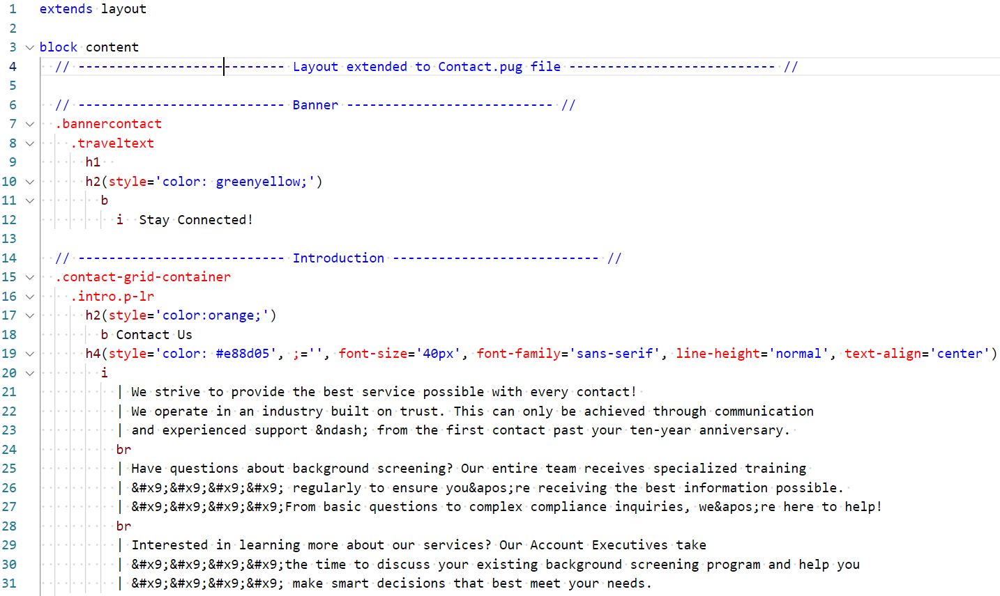 1 extends layout
2
3 block content
4 // --------------------------- Layout extended to Contact.pug file --------------------------- //
5
6 // --------------------------- Banner --------------------------- //
7 .bannercontact
8 .traveltext
9 h1
10 h2(style='color: greenyellow;')
11 b
12 i  Stay Connected!
13
14 // --------------------------- Introduction --------------------------- //
15 .contact-grid-container
16 .intro.p-lr
17 h2(style='color:orange;')
18 b Contact Us
19 h4(style='color: #e88d05', ;='', font-size='40px', font-family='sans-serif', line-height='normal', text-align='center')
20 i
21 | We strive to provide the best service possible with every contact!
22 | We operate in an industry built on trust. This can only be achieved through communication
23 | and experienced support &ndash; from the first contact past your ten-year anniversary.
24 br
25 | Have questions about background screening? Our entire team receives specialized training
26 | &#x9;&#x9;&#x9;&#x9; regularly to ensure you&apos;re receiving the best information possible.
27 | &#x9;&#x9;&#x9;&#x9;From basic questions to complex compliance inquiries, we&apos;re here to help!
28 br
29 | Interested in learning more about our services? Our Account Executives take
30 | &#x9;&#x9;&#x9;&#x9;the time to discuss your existing background screening program and help you
31 | &#x9;&#x9;&#x9;&#x9; make smart decisions that best meet your needs.